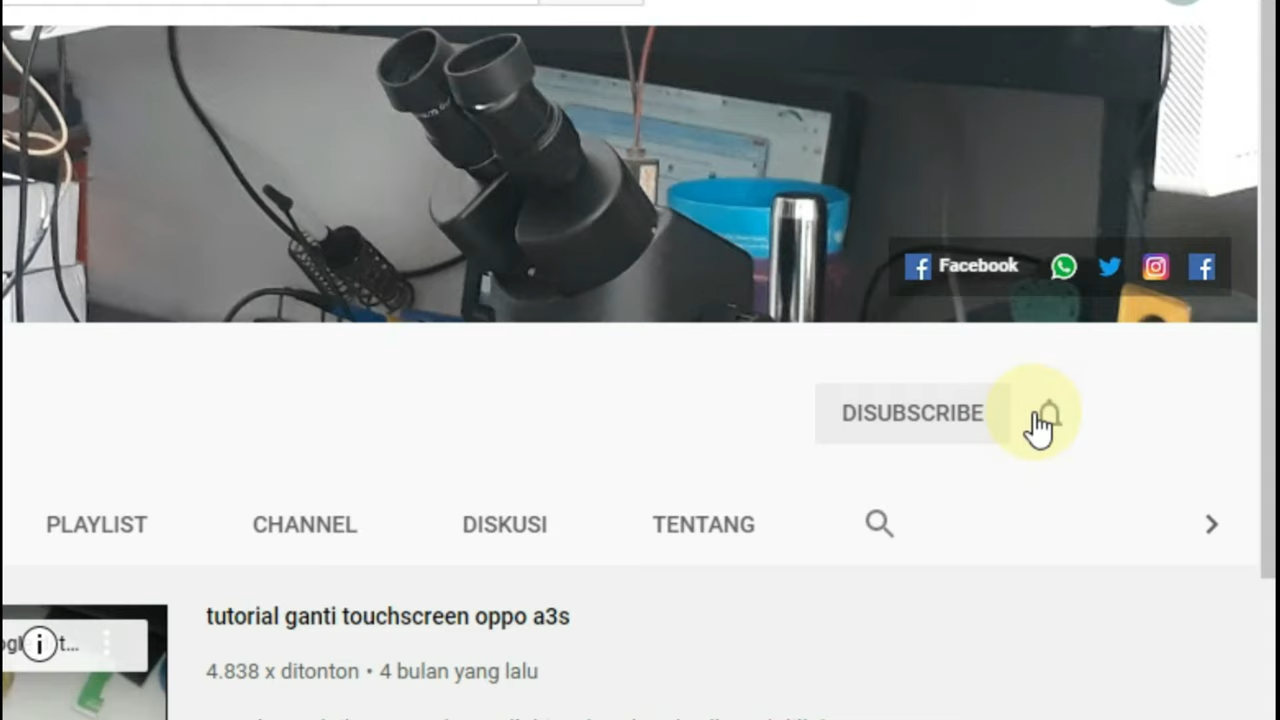 Facebook
DISUBSCRIBE
PLAYLIST CHANNEL DISKUSI TENTANG
tutorial ganti touchscreen oppo a3s
4.838 x ditonton • 4 bulan yang lalu